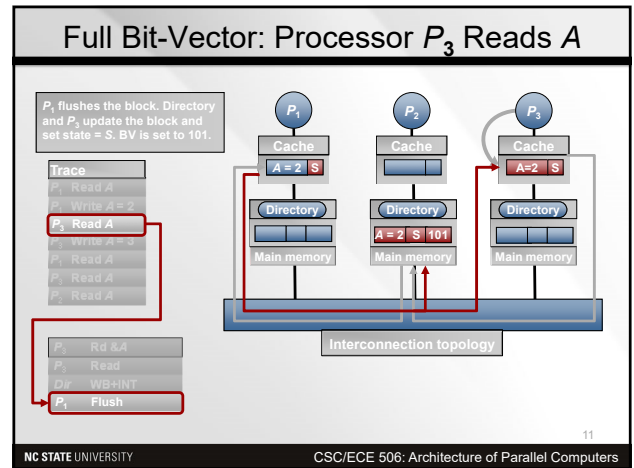 Full Bit-Vector: Processor P3 Reads A
P1 flushes the block. Directory
and P3 update the block and
set state = S. BV is set to 101.
P1
P2
P3
Cache
Cache
Cache
A = 2 S
A=2 S
Trace
P1 Read A
P1 Write A = 2
P3 Read A
P1 Write A = 3
P1 Read A
P3 Read A
P2 Read A
Directory
Directory
Directory
A = 2 S 101
Main memory
Main memory
Main memory
Interconnection topology
P3 Rd &A
P3 Read
Dir WB+INT
P1 Flush
11
NC STATE UNIVERSITY
CSC/ECE 506: Architecture of Parallel Computers